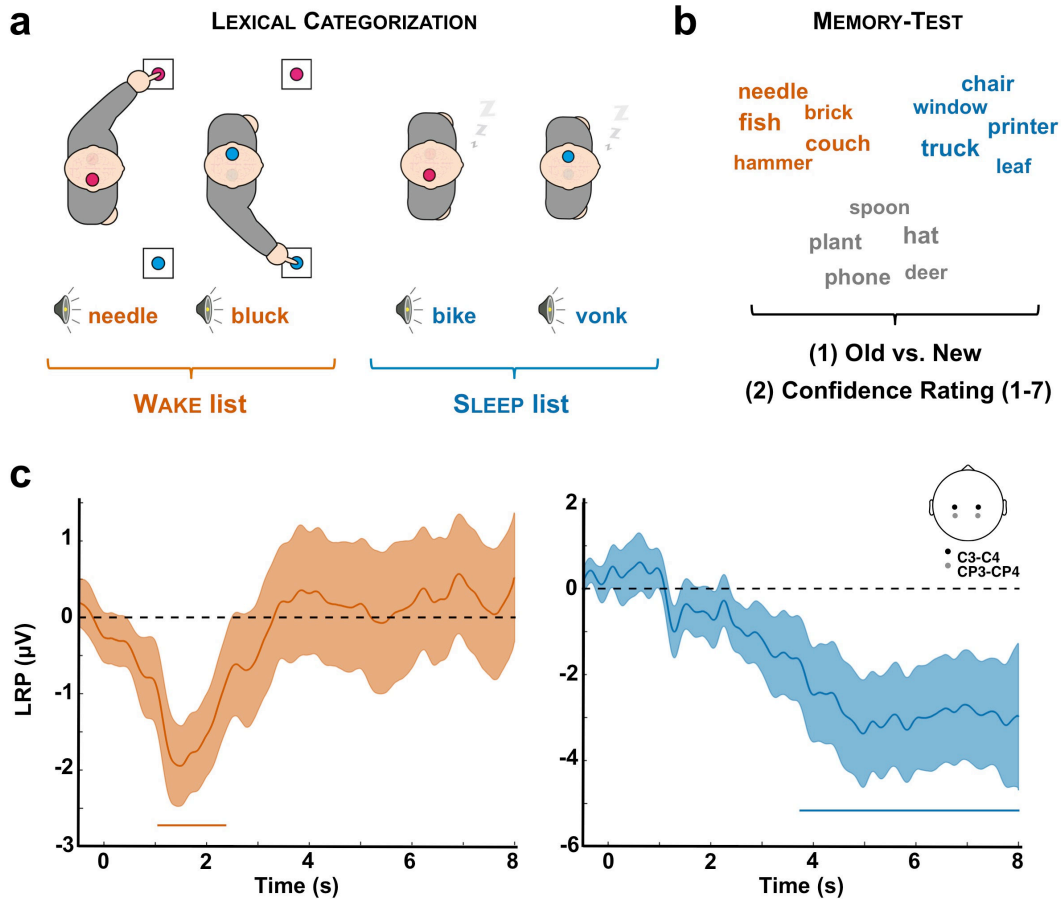 a
LEXICAL CATEGORIZATION
z z z
z z z
needle
bluck
bike
vonk
WAKE list
SLEEP list
b
MEMORY-TEST
needle
brick
fish
couch
hammer
chair
window
printer
truck
leaf
spoon
plant
hat
phone
deer
(1) Old vs. New
(2) Confidence Rating (1-7)
c
LRP (µV)
1
0
-1
-2
-3
0 2 4 6 8
Time (s)
2
0
-2
-4
-6
0 2 4 6 8
Time (s)
C3-C4
CP3-CP4